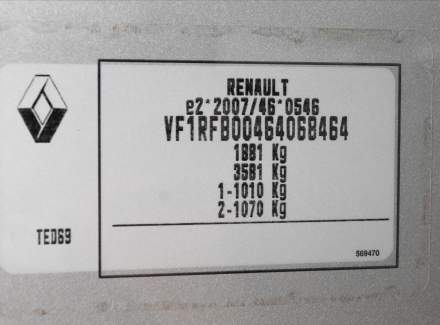 RENAULT
e2*2007/46*0546
VF1RFB00464068464
1881 Kg
3581 Kg
1-1010 Kg
2-1070 Kg
TED69
569470